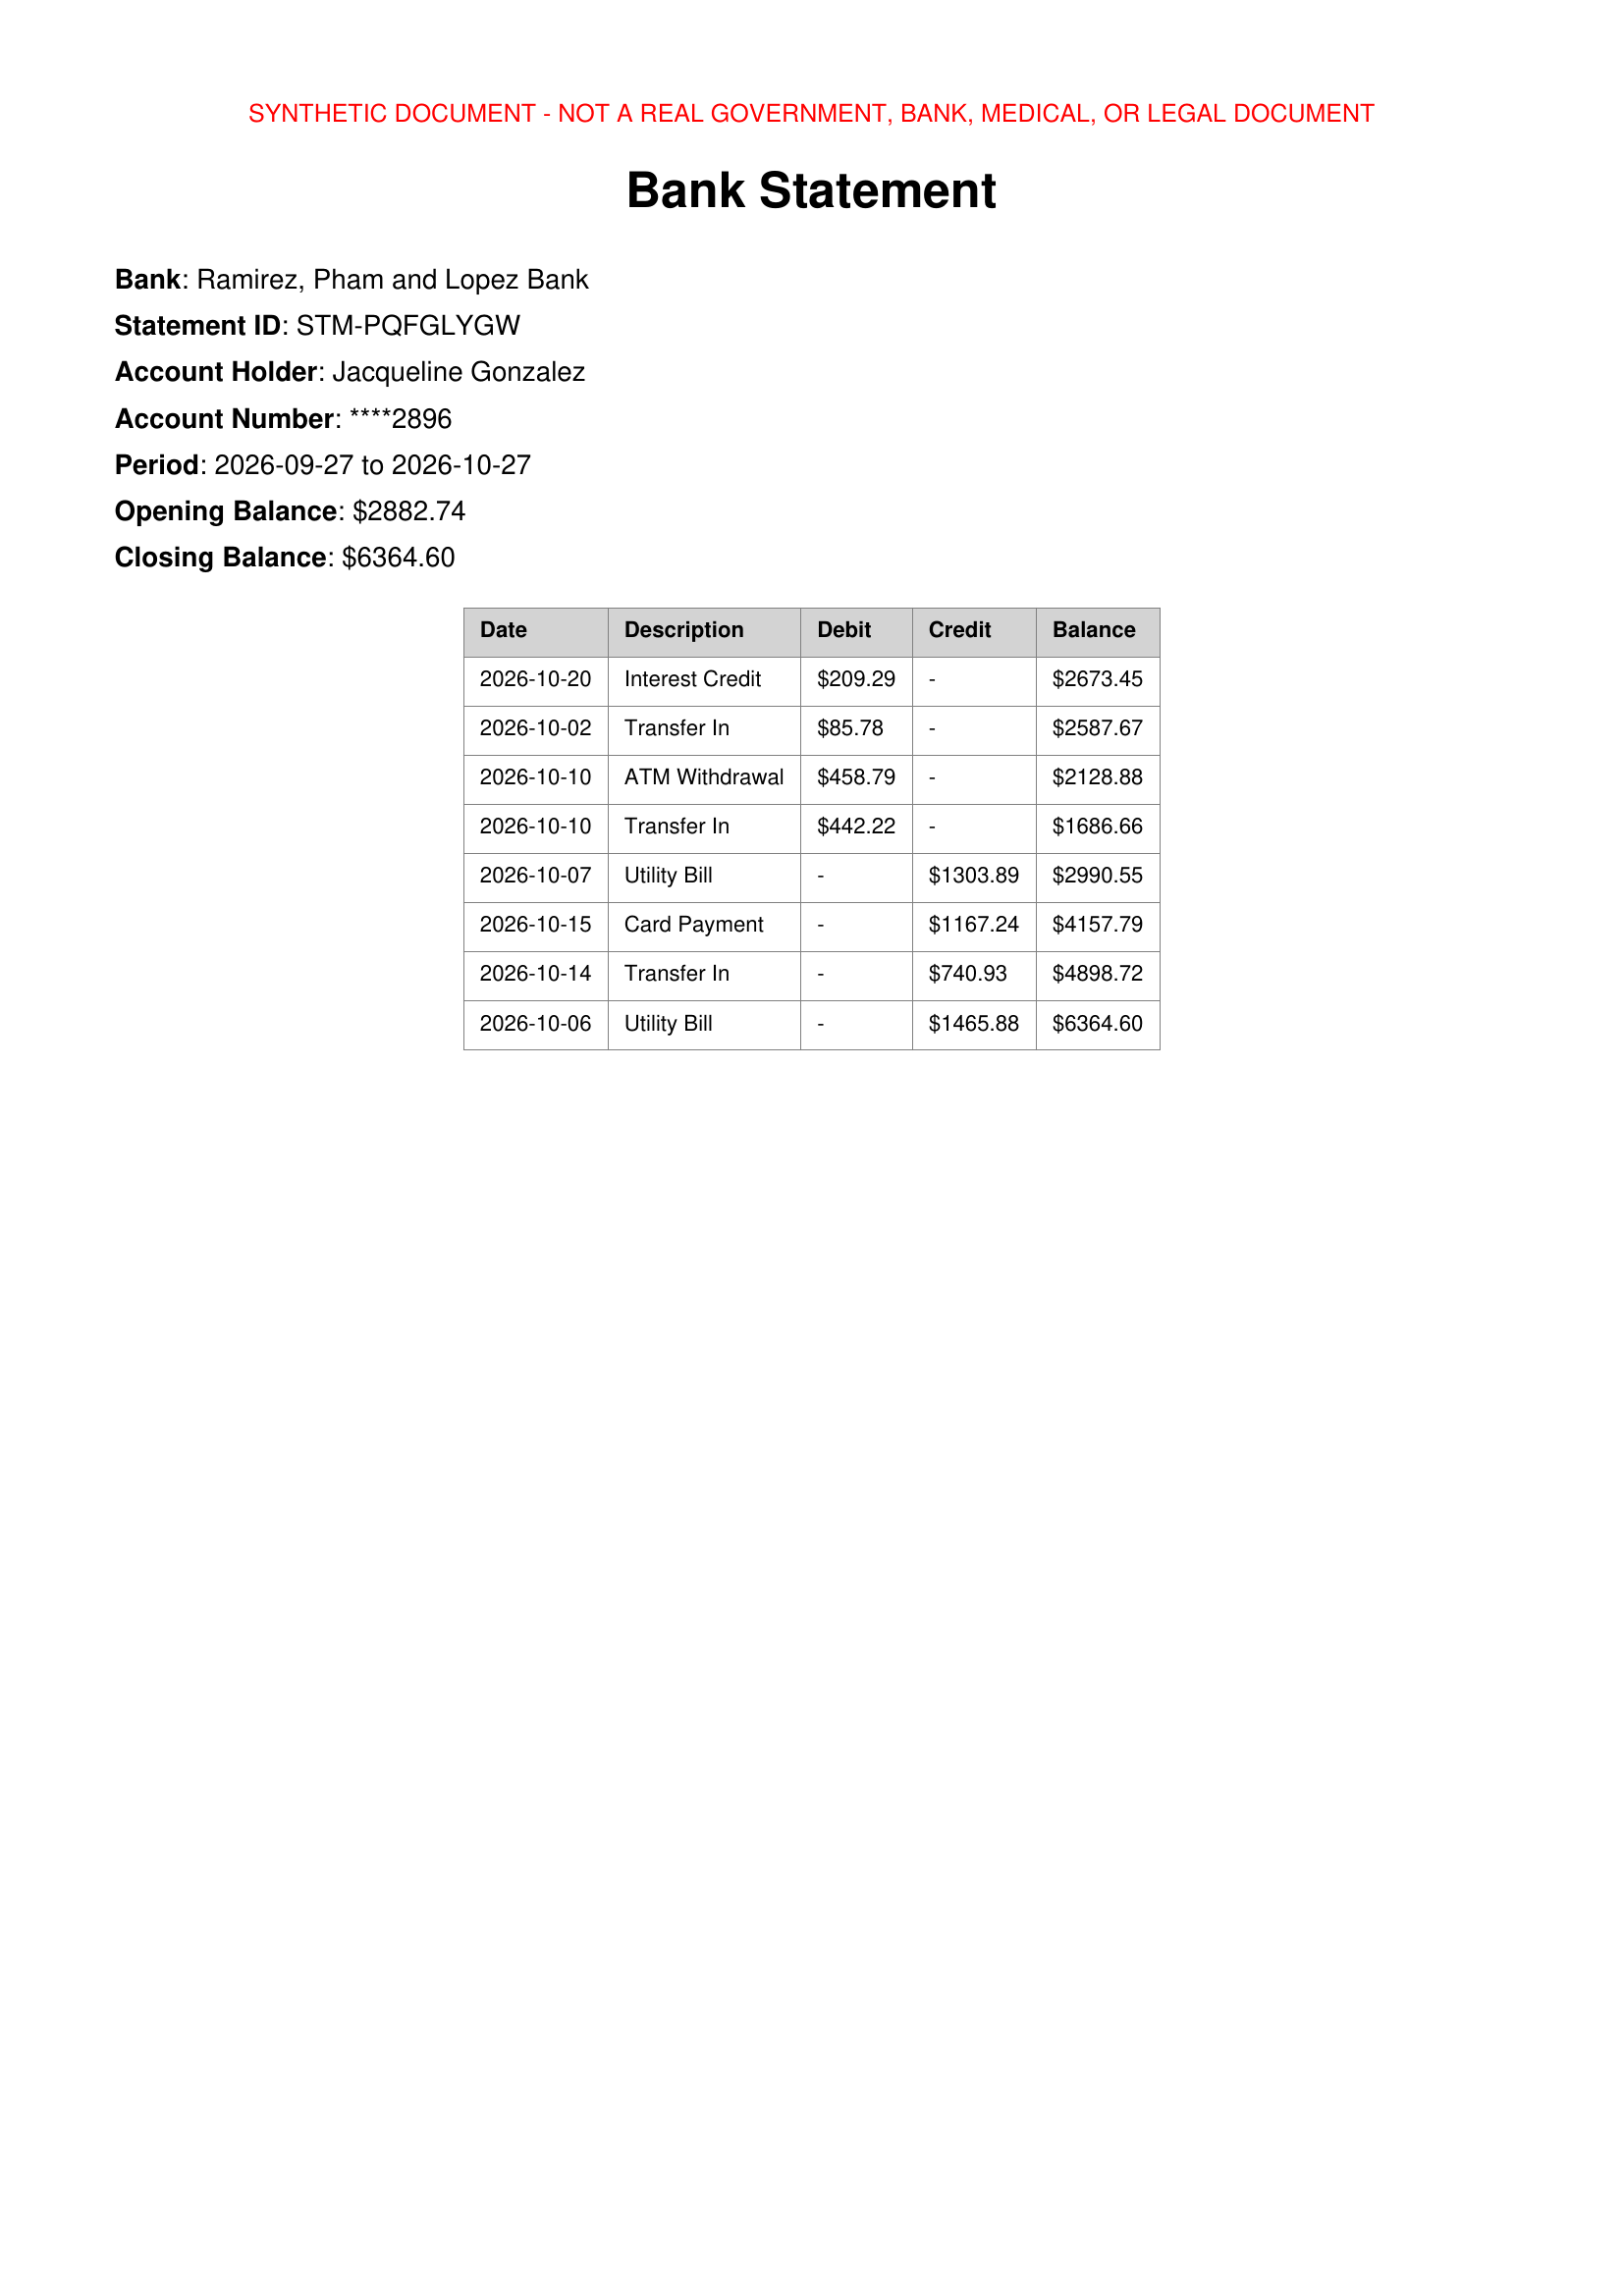 SYNTHETIC DOCUMENT - NOT A REAL GOVERNMENT, BANK, MEDICAL, OR LEGAL DOCUMENT
Bank Statement
Bank: Ramirez, Pham and Lopez Bank
Statement ID: STM-PQFGLYGW
Account Holder: Jacqueline Gonzalez
Account Number: ****2896
Period: 2026-09-27 to 2026-10-27
Opening Balance: $2882.74
Closing Balance: $6364.60
Date Description Debit Credit Balance
2026-10-20 Interest Credit $209.29 - $2673.45
2026-10-02 Transfer In $85.78 - $2587.67
2026-10-10 ATM Withdrawal $458.79 - $2128.88
2026-10-10 Transfer In $442.22 - $1686.66
2026-10-07 Utility Bill - $1303.89 $2990.55
2026-10-15 Card Payment - $1167.24 $4157.79
2026-10-14 Transfer In - $740.93 $4898.72
2026-10-06 Utility Bill - $1465.88 $6364.60